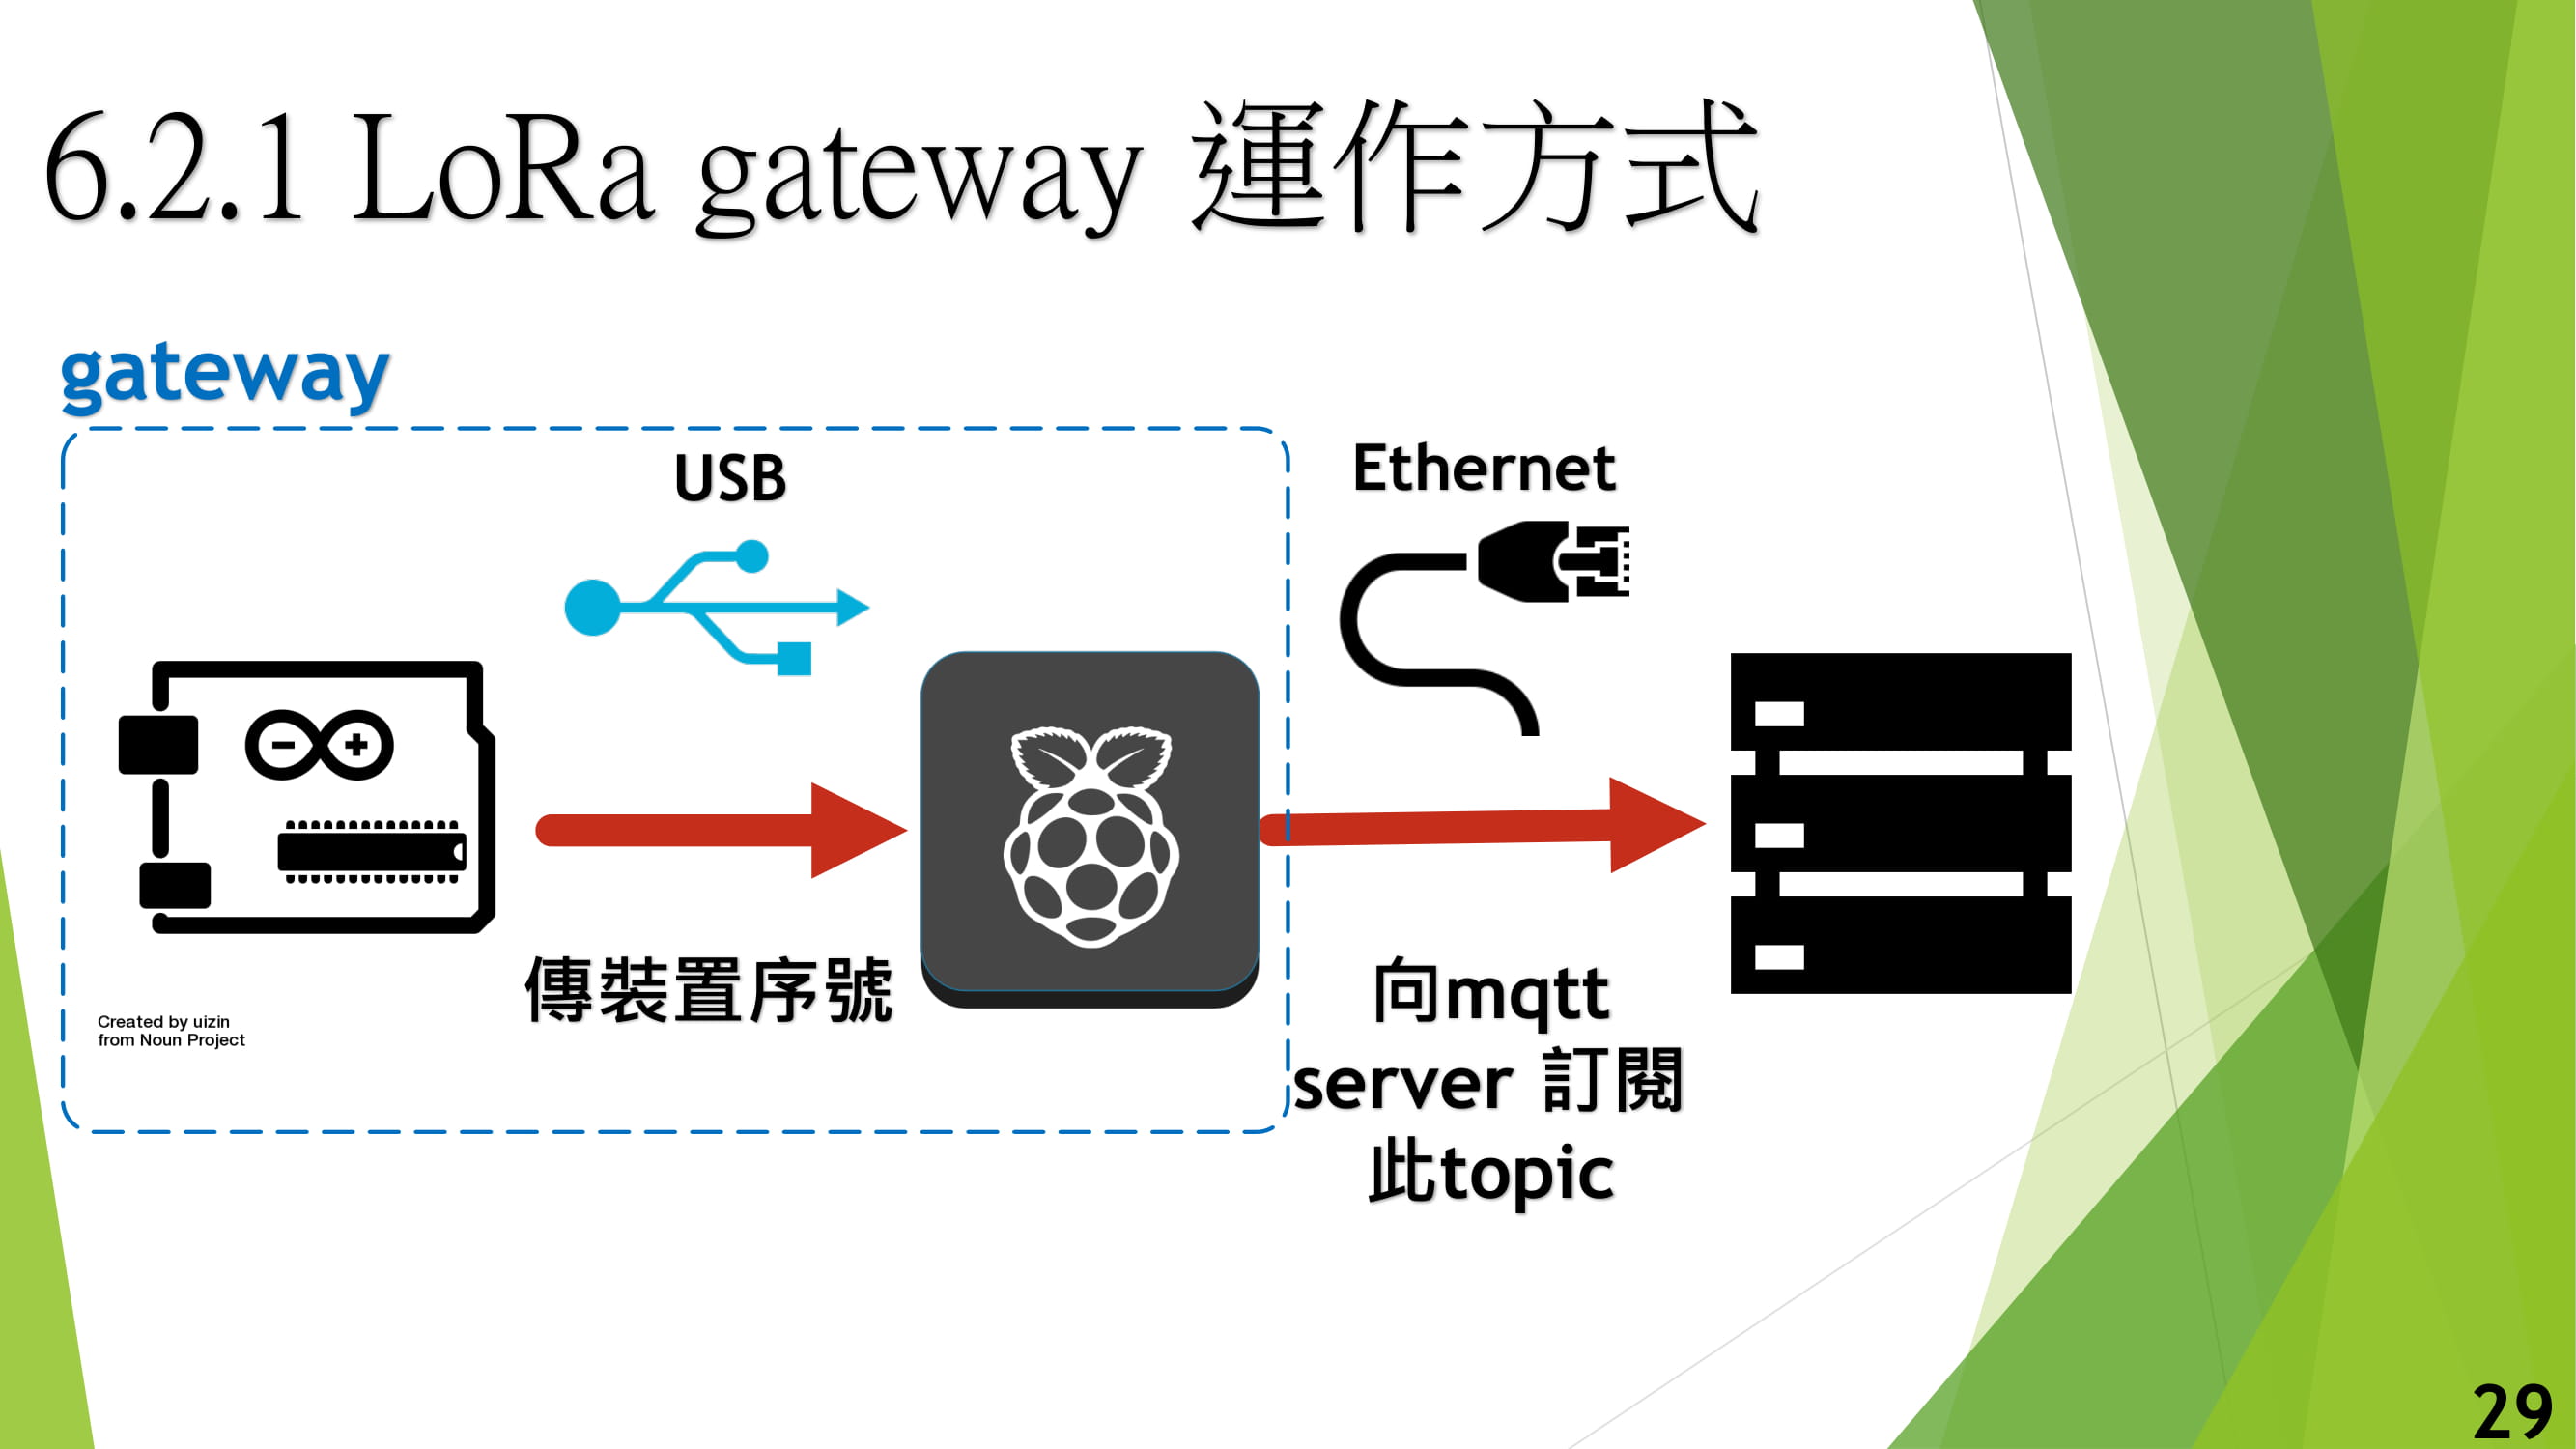 6.2.1 LoRa gateway 運作方式
gateway
USB
Ethernet
傳裝置序號
向mqtt
server 訂閱
此topic
Created by uizin
from Noun Project
29